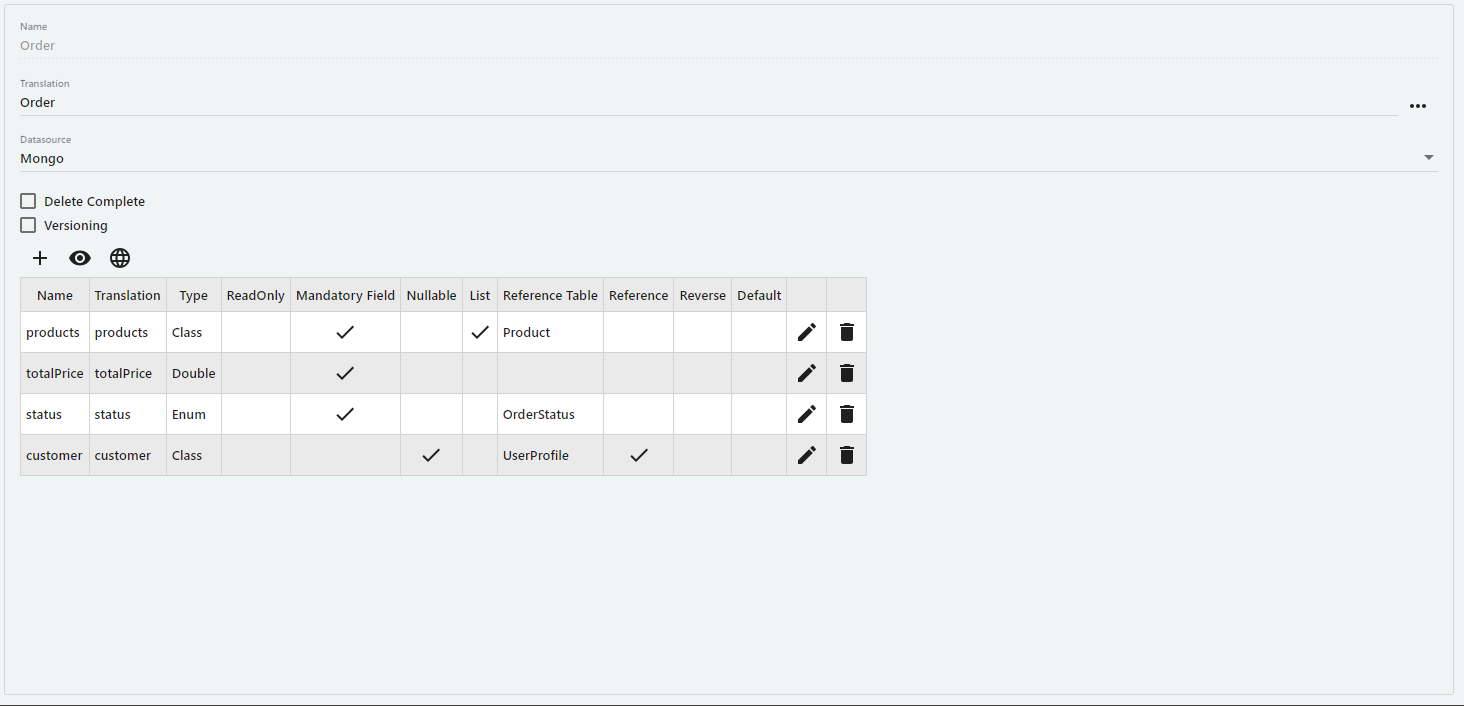 Name
Order
Translation
Order
Datasource
Mongo
Delete Complete
Versioning
Name Translation Type ReadOnly Mandatory Field Nullable List Reference Table Reference Reverse Default
products products Class Product
totalPrice totalPrice Double
status status Enum OrderStatus
customer customer Class UserProfile